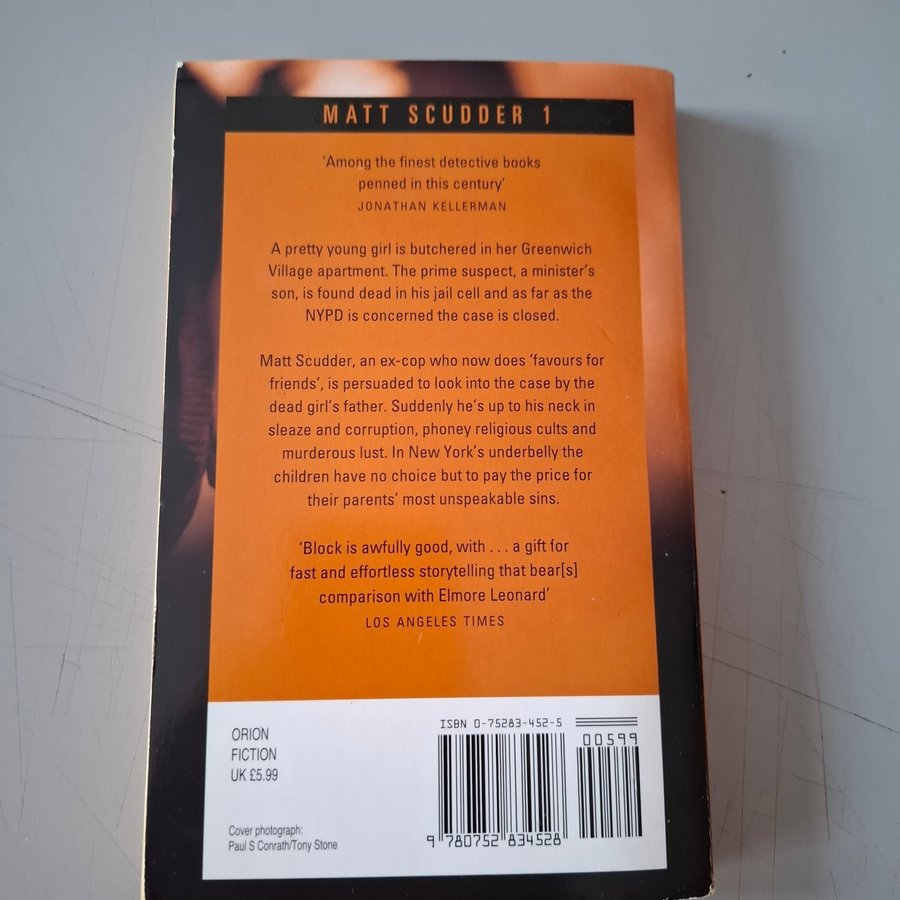 MATT SCUDDER 1
‘Among the finest detective books
penned in this century’
JONATHAN KELLERMAN
A pretty young girl is butchered in her Greenwich
Village apartment. The prime suspect, a minister’s
son, is found dead in his jail cell and as far as the
NYPD is concerned the case is closed.
Matt Scudder, an ex-cop who now does ‘favours for
friends’, is persuaded to look into the case by the
dead girl’s father. Suddenly he’s up to his neck in
sleaze and corruption, phoney religious cults and
murderous lust. In New York’s underbelly the
children have no choice but to pay the price for
their parents’ most unspeakable sins.
‘Block is awfully good, with . . . a gift for
fast and effortless storytelling that bear[s]
comparison with Elmore Leonard’
LOS ANGELES TIMES
ORION
FICTION
UK £5.99
Cover photograph:
Paul S Conrath/Tony Stone
ISBN 0-75283-452-5
00599
9 780752 834528